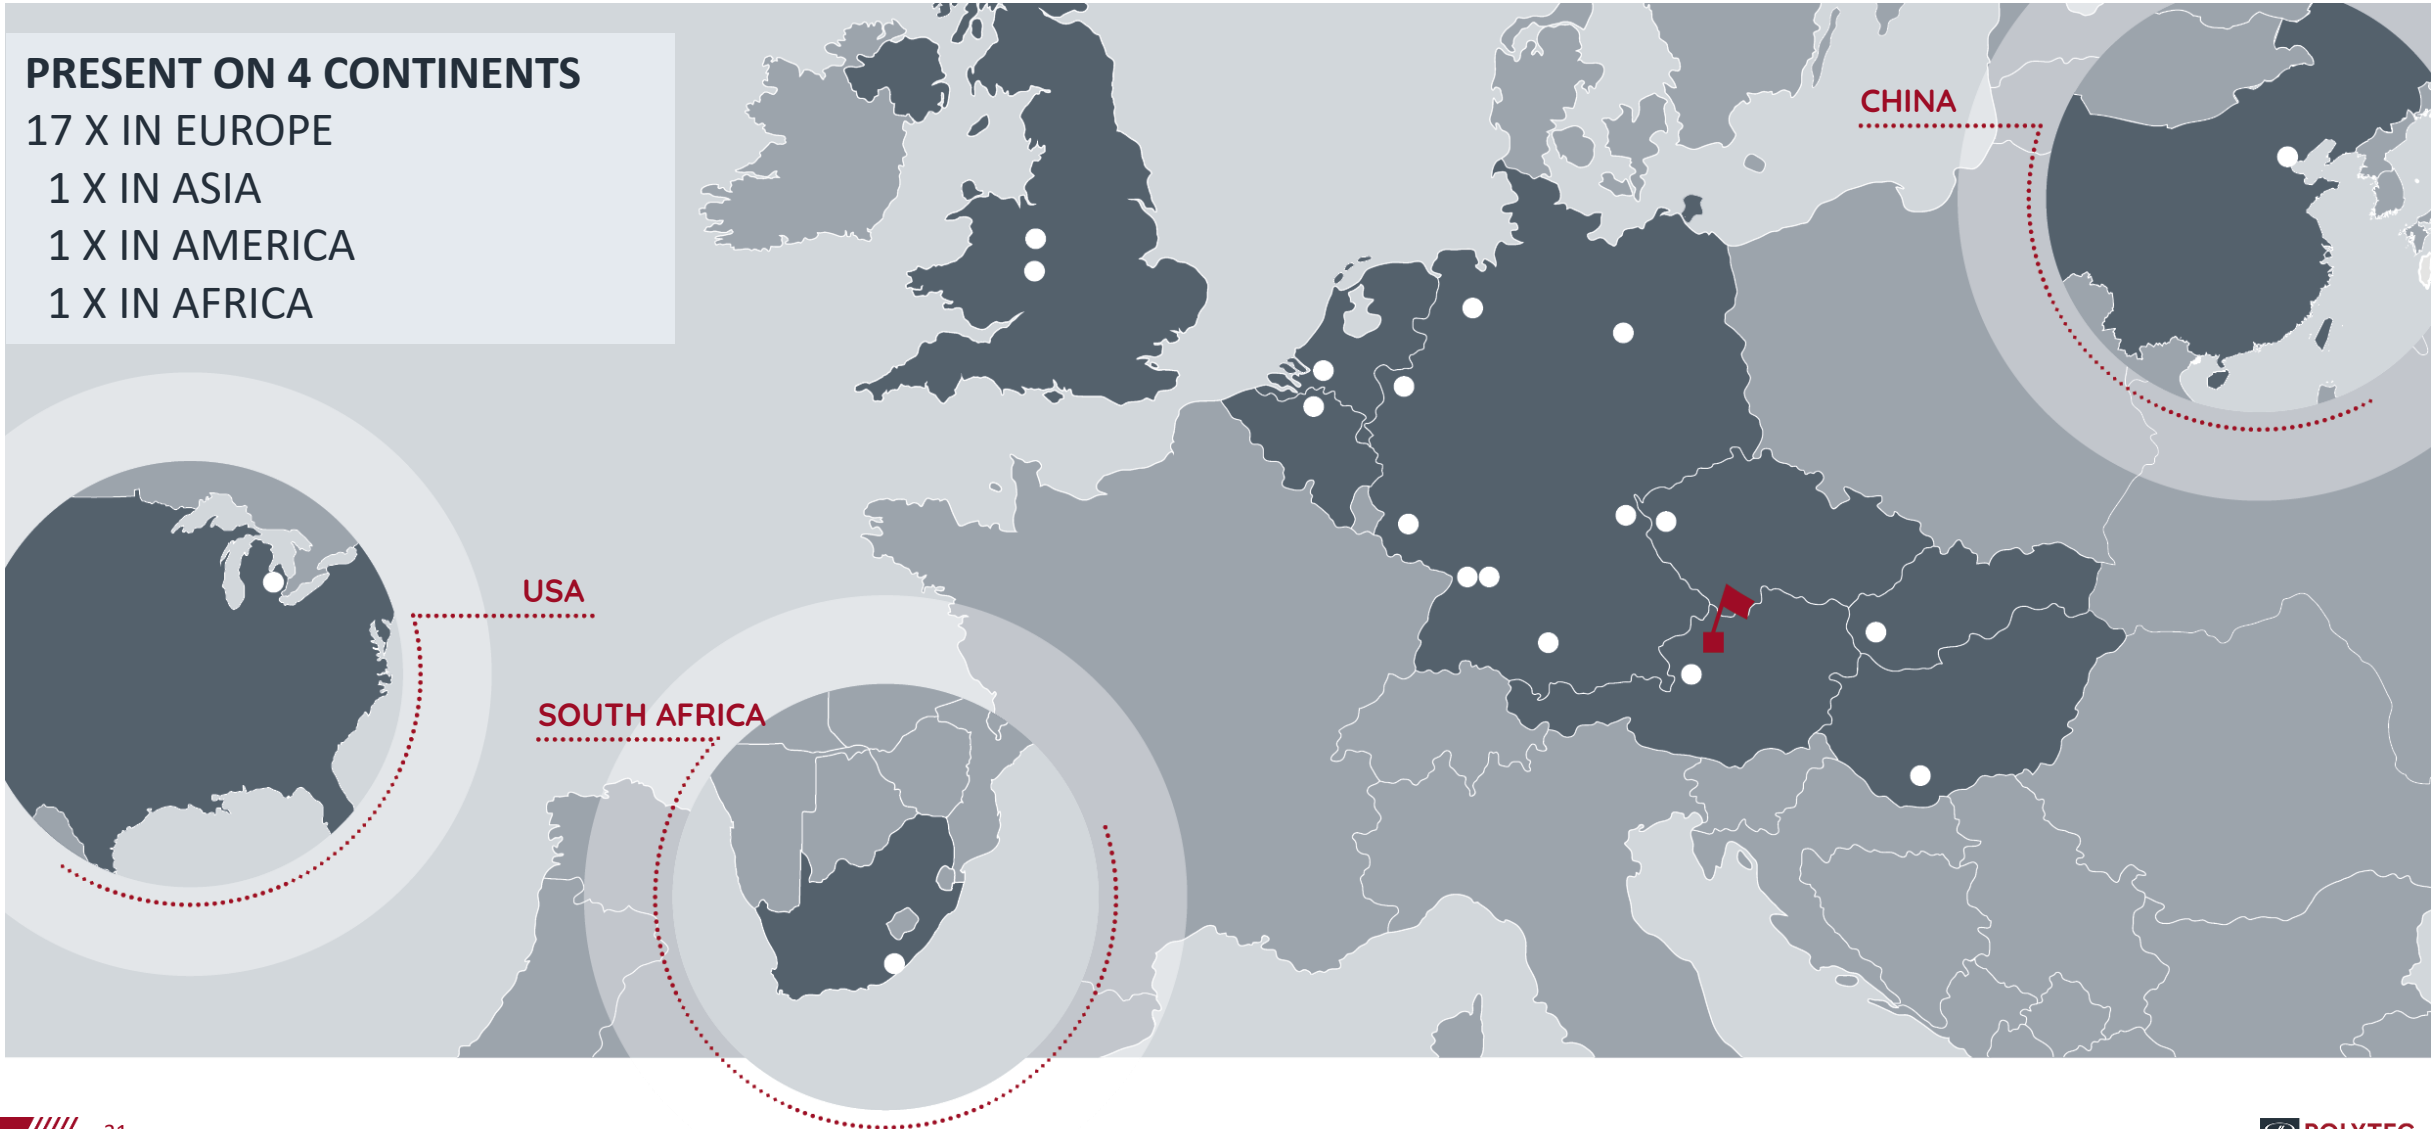 PRESENT ON 4 CONTINENTS
17 X IN EUROPE
1 X IN ASIA
1 X IN AMERICA
1 X IN AFRICA
CHINA
USA
SOUTH AFRICA